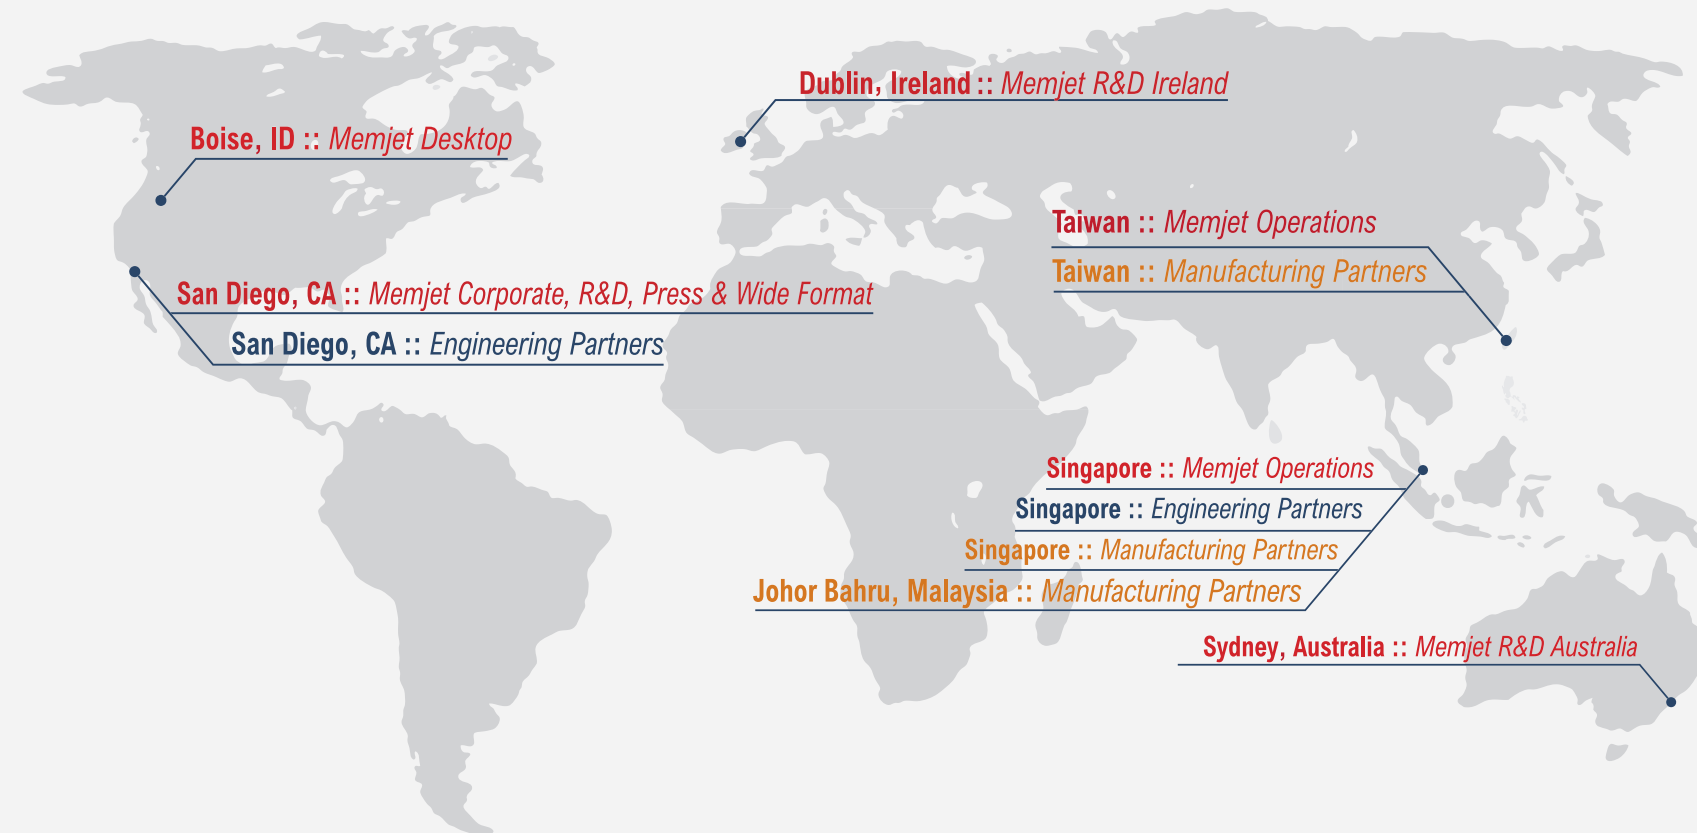 Dublin, Ireland :: Memjet R&D Ireland
Boise, ID :: Memjet Desktop
Taiwan :: Memjet Operations
Taiwan :: Manufacturing Partners
San Diego, CA :: Memjet Corporate, R&D, Press & Wide Format
San Diego, CA :: Engineering Partners
Singapore :: Memjet Operations
Singapore :: Engineering Partners
Singapore :: Manufacturing Partners
Johor Bahru, Malaysia :: Manufacturing Partners
Sydney, Australia :: Memjet R&D Australia